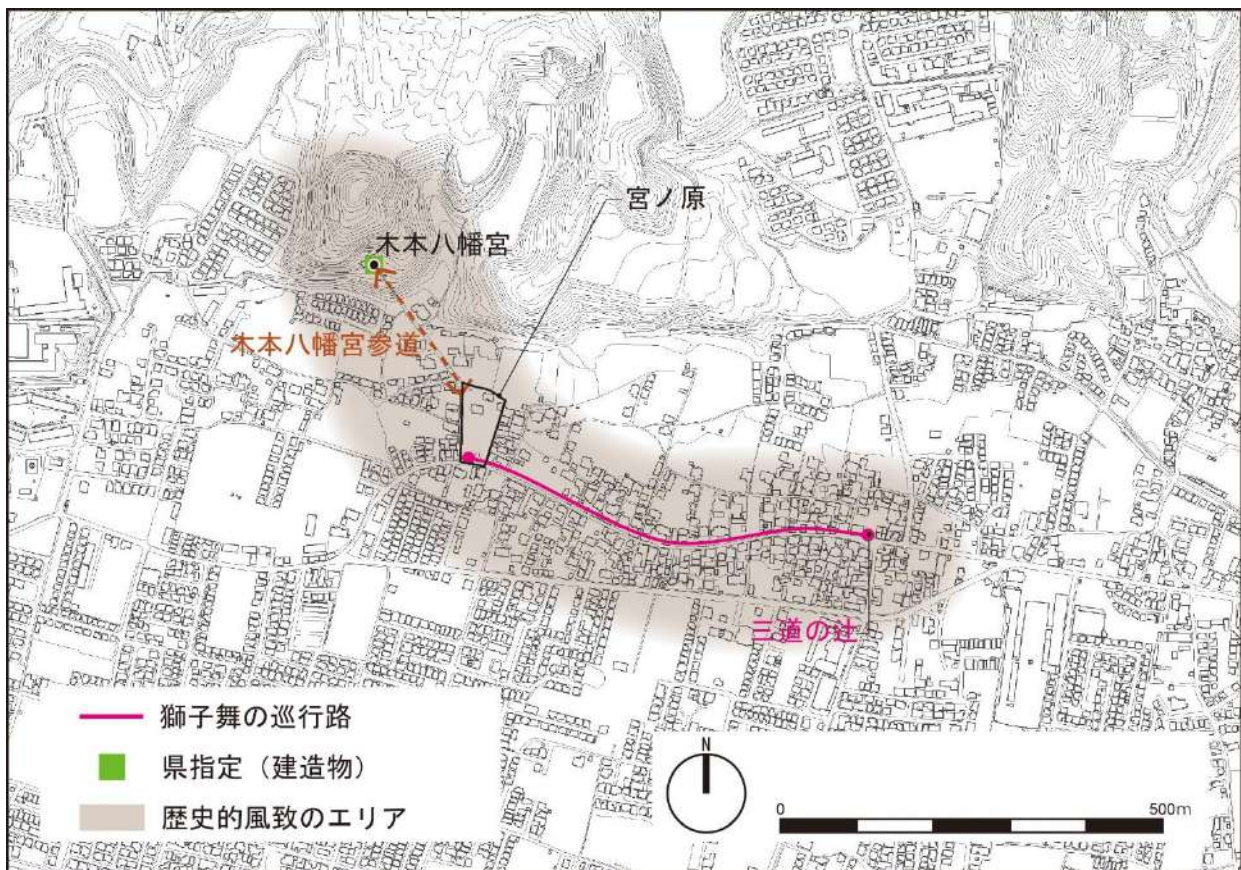 宮ノ原
木本八幡宮
木本八幡宮参道
三道の辻
獅子舞の巡行路
県指定（建造物）
歴史的風致のエリア
N
0
500m